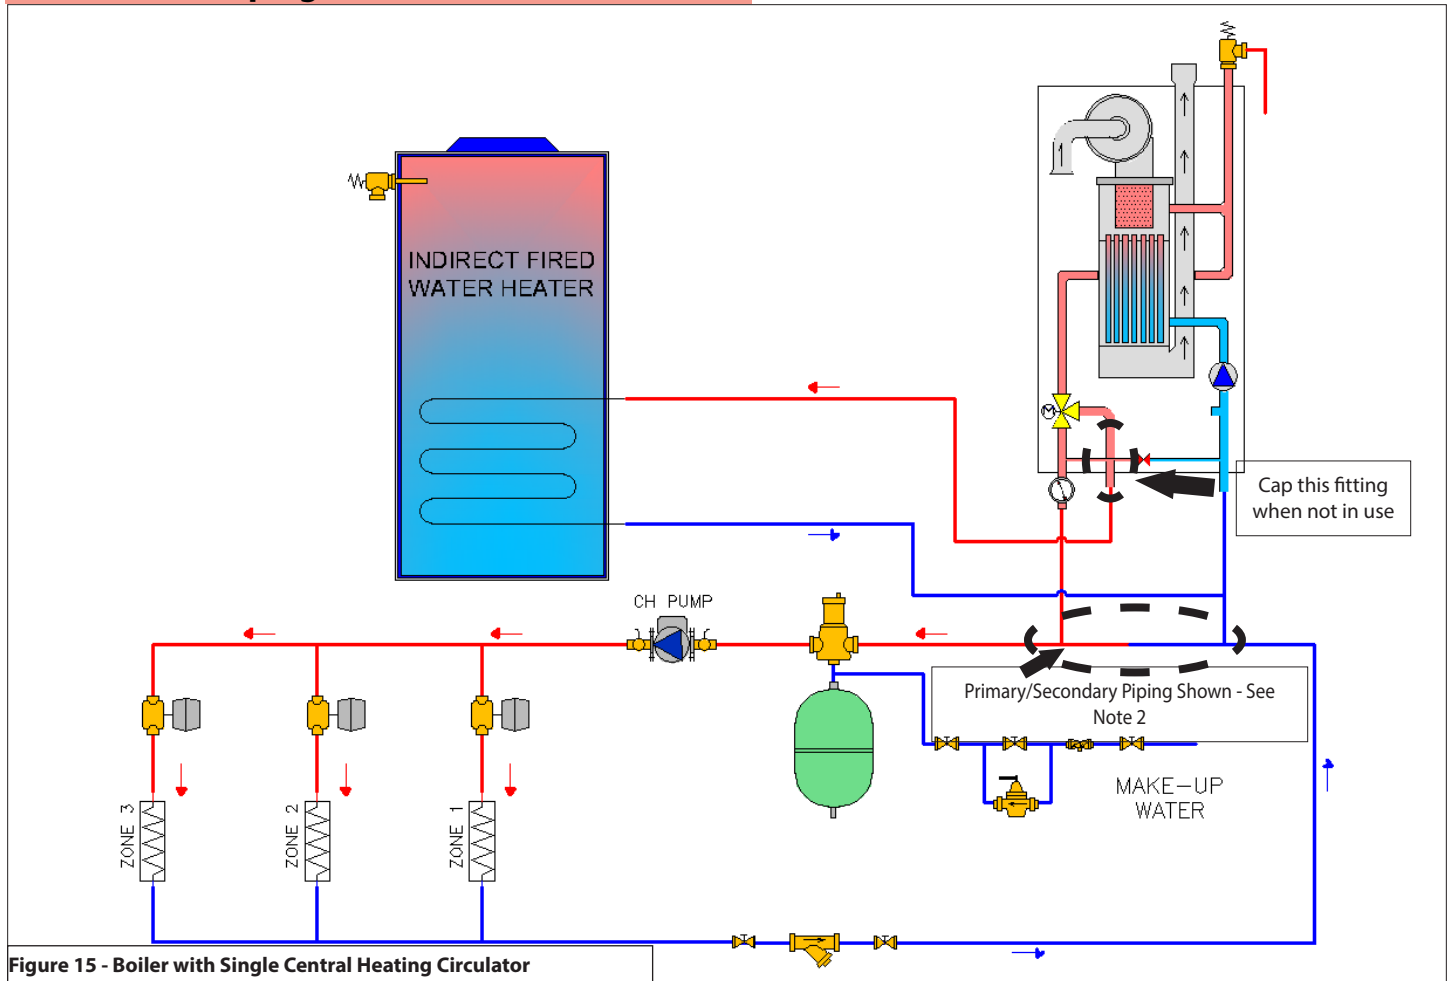 INDIRECT FIRED
WATER HEATER
M
Cap this fitting
when not in use
CH PUMP
Primary/Secondary Piping Shown - See
Note 2
MAKE-UP
WATER
ZONE 3
ZONE 2
ZONE 1
Figure 15 - Boiler with Single Central Heating Circulator